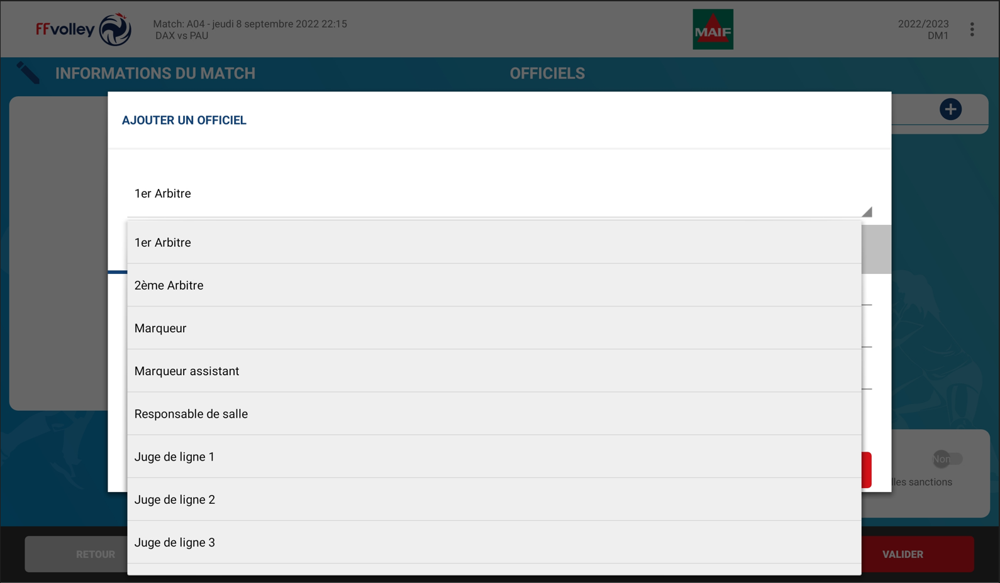 FFvolley
Match: A04 - jeudi 8 septembre 2022 22:15
DAX vs PAU
MAIF
2022/2023
DM1
INFORMATIONS DU MATCH
OFFICIELS
AJOUTER UN OFFICIEL
1er Arbitre
1er Arbitre
2ème Arbitre
Marqueur
Marqueur assistant
Responsable de salle
Juge de ligne 1
Juge de ligne 2
Juge de ligne 3
Non
sanctions
RETOUR
VALIDER